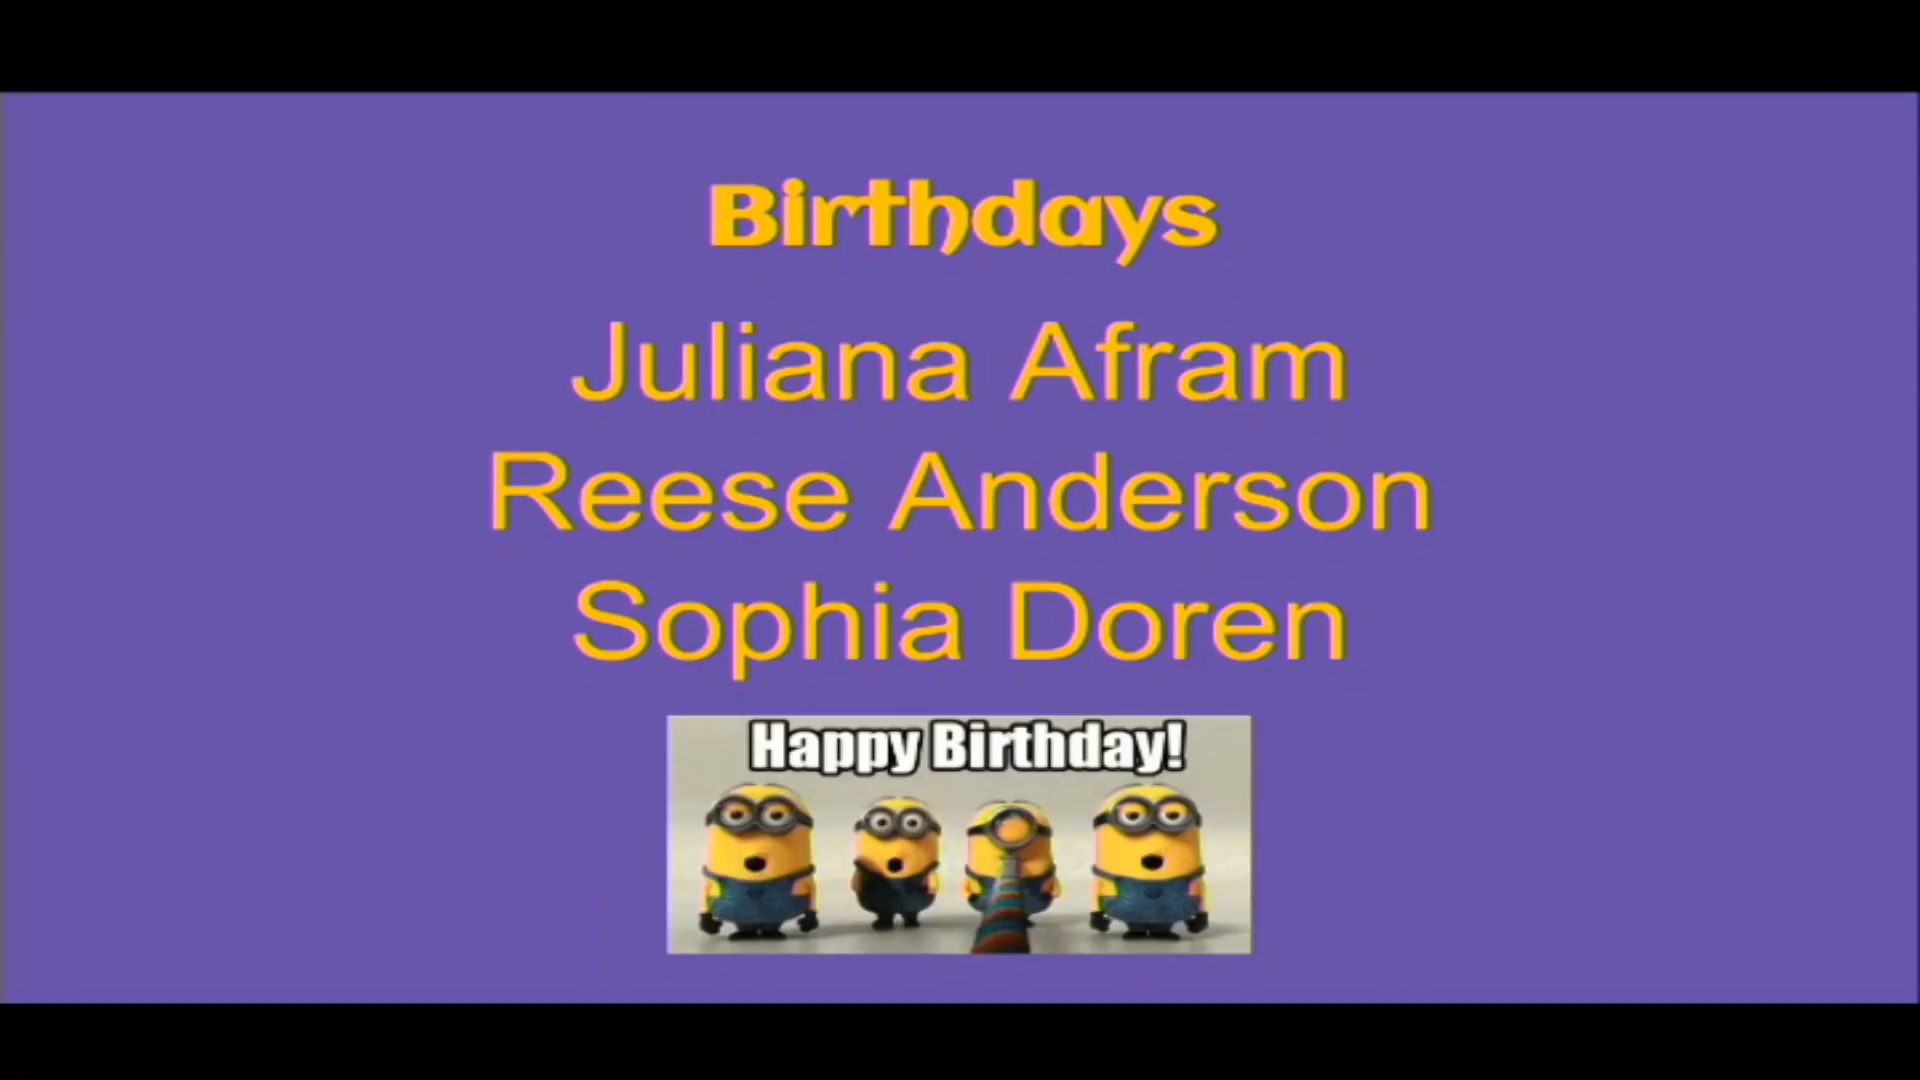 Birthdays
Juliana Afram
Reese Anderson
Sophia Doren
Happy Birthday!